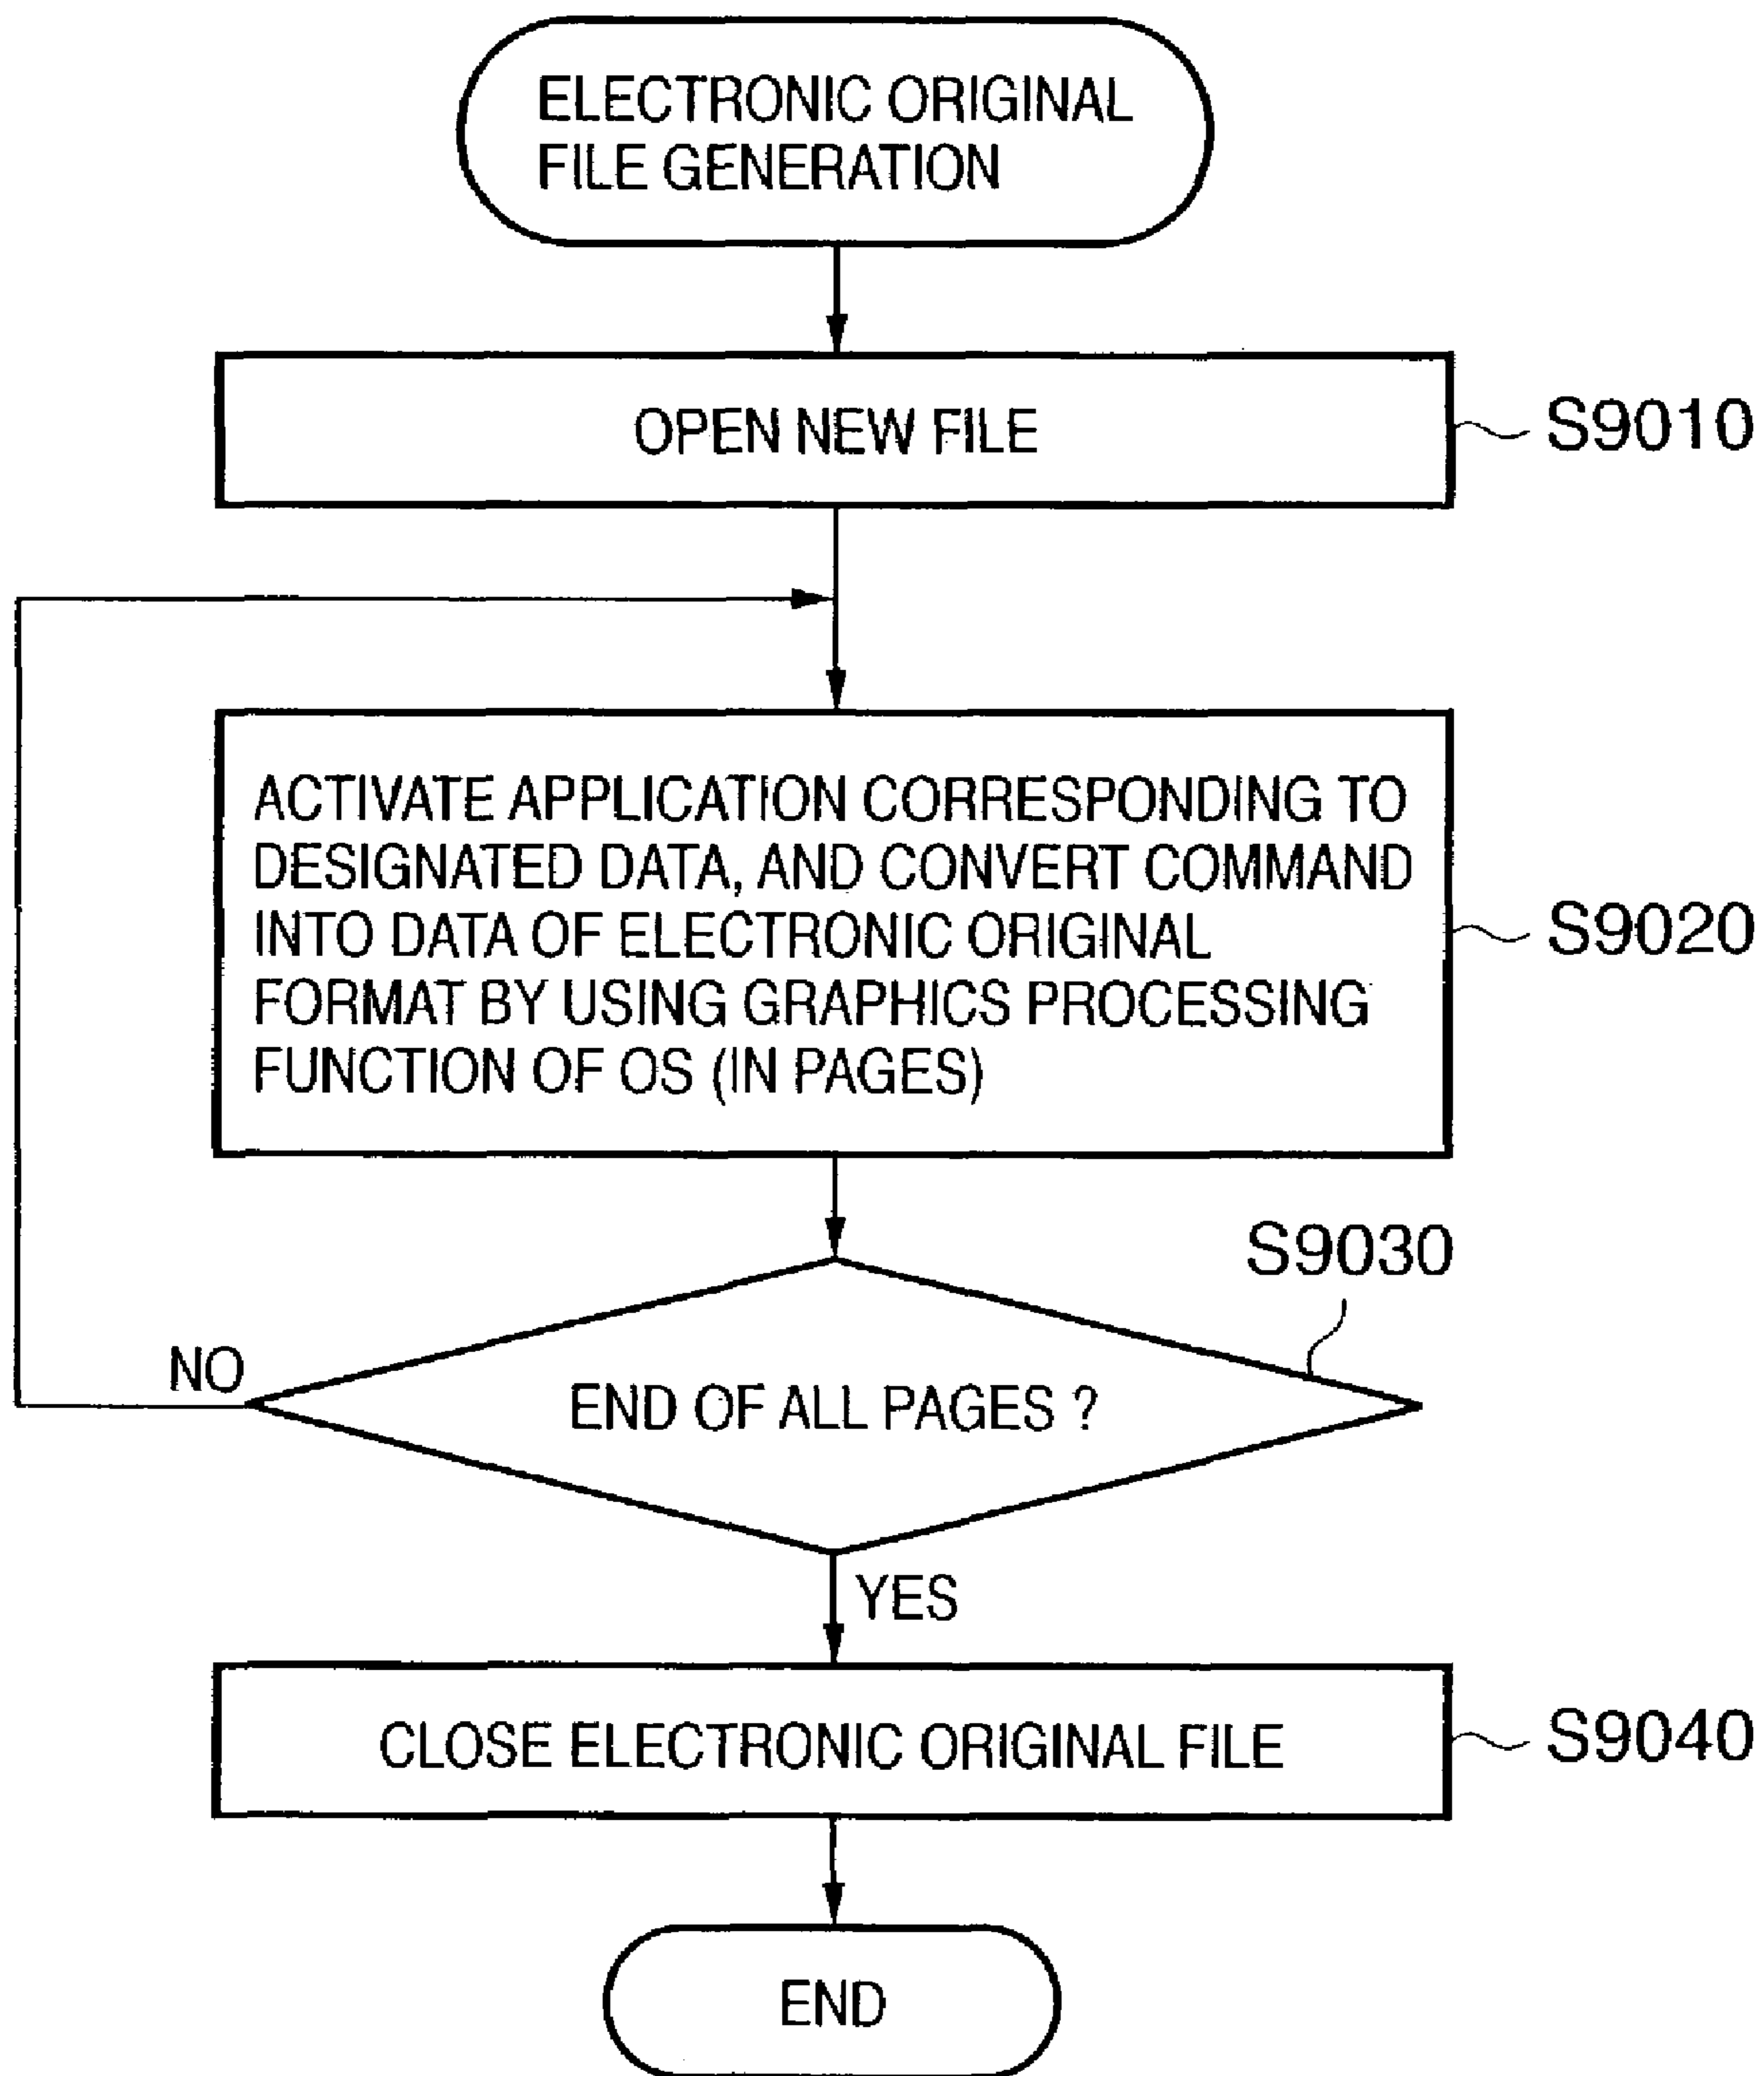 ELECTRONIC ORIGINAL
FILE GENERATION
OPEN NEW FILE
S9010
ACTIVATE APPLICATION CORRESPONDING TO
DESIGNATED DATA, AND CONVERT COMMAND
INTO DATA OF ELECTRONIC ORIGINAL
FORMAT BY USING GRAPHICS PROCESSING
FUNCTION OF OS (IN PAGES)
S9020
S9030
NO
END OF ALL PAGES ?
YES
CLOSE ELECTRONIC ORIGINAL FILE
S9040
END